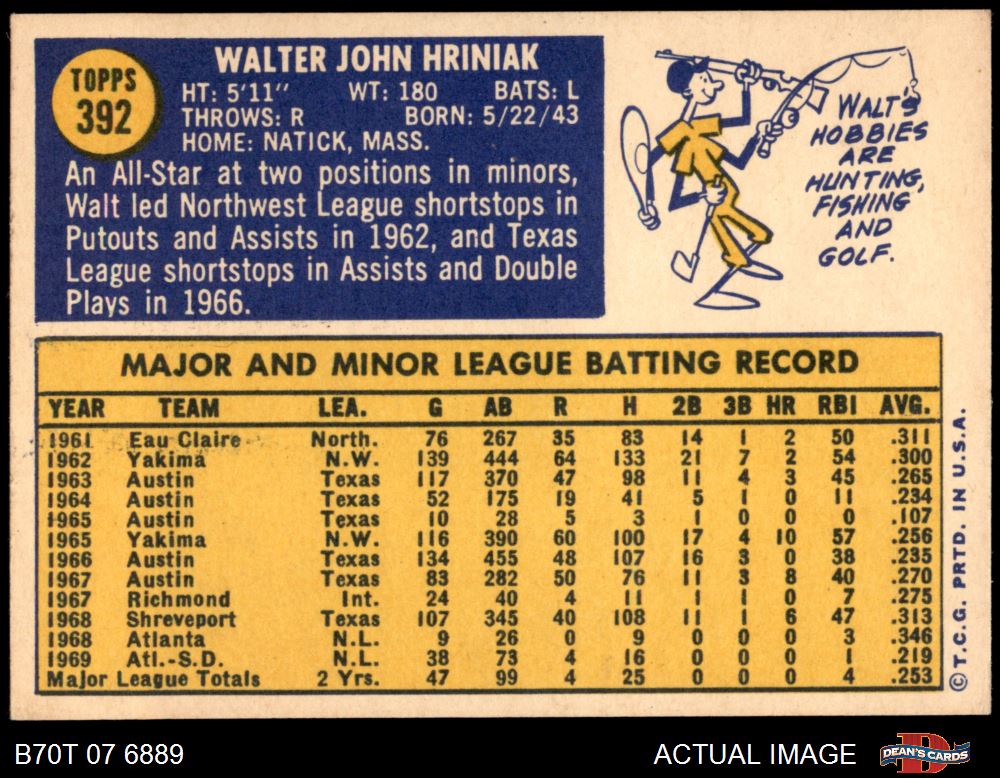 TOPPS
392
WALTER JOHN HRINIAK
HT: 5'11" WT: 180 BATS: L
THROWS: R BORN: 5/22/43
HOME: NATICK, MASS.
An All-Star at two positions in minors,
Walt led Northwest League shortstops in
Putouts and Assists in 1962, and Texas
League shortstops in Assists and Double
Plays in 1966.
WALT'S
HOBBIES
ARE
HUNTING,
FISHING
AND
GOLF.
MAJOR AND MINOR LEAGUE BATTING RECORD
YEAR TEAM LEA. G AB R H 2B 3B HR RBI AVG.
1961 Eau Claire North. 76 267 35 83 14 1 2 50 .311
1962 Yakima N.W. 139 444 64 133 21 7 2 54 .300
1963 Austin Texas 117 370 47 98 11 4 3 45 .265
1964 Austin Texas 52 175 19 41 5 1 0 11 .234
1965 Austin Texas 10 28 5 3 1 0 0 0 .107
1965 Yakima N.W. 116 390 60 100 17 4 10 57 .256
1966 Austin Texas 134 455 48 107 16 3 0 38 .235
1967 Austin Texas 83 282 50 76 11 3 8 40 .270
1967 Richmond Int. 24 40 4 11 1 1 0 7 .275
1968 Shreveport Texas 107 345 40 108 11 1 6 47 .313
1968 Atlanta N.L. 9 26 0 9 0 0 0 3 .346
1969 Atl.-S.D. N.L. 38 73 4 16 0 0 0 1 .219
Major League Totals 2 Yrs. 47 99 4 25 0 0 0 4 .253
© T.C.G. PRTD. IN U.S.A.
B70T 07 6889
ACTUAL IMAGE
DEAN'S CARDS